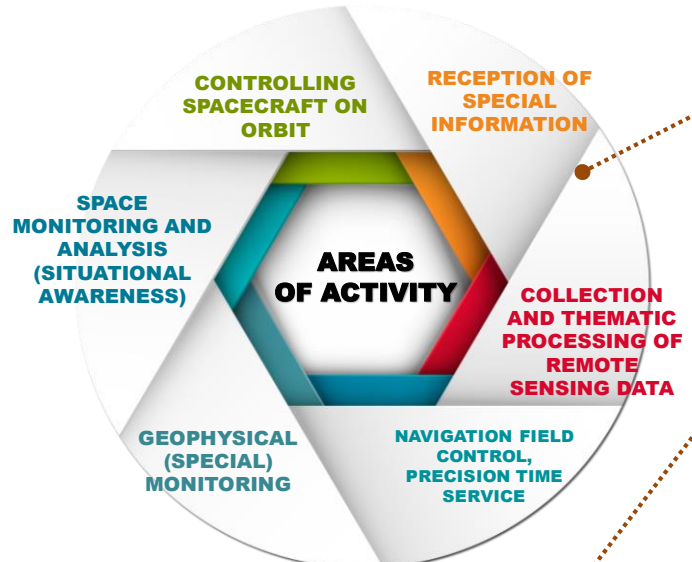 CONTROLLING
SPACECRAFT ON
ORBIT
RECEPTION OF
SPECIAL
INFORMATION
SPACE
MONITORING AND
ANALYSIS
(SITUATIONAL
AWARENESS)
AREAS
OF ACTIVITY
COLLECTION
AND THEMATIC
PROCESSING OF
REMOTE
SENSING DATA
GEOPHYSICAL
(SPECIAL)
MONITORING
NAVIGATION FIELD
CONTROL,
PRECISION TIME
SERVICE